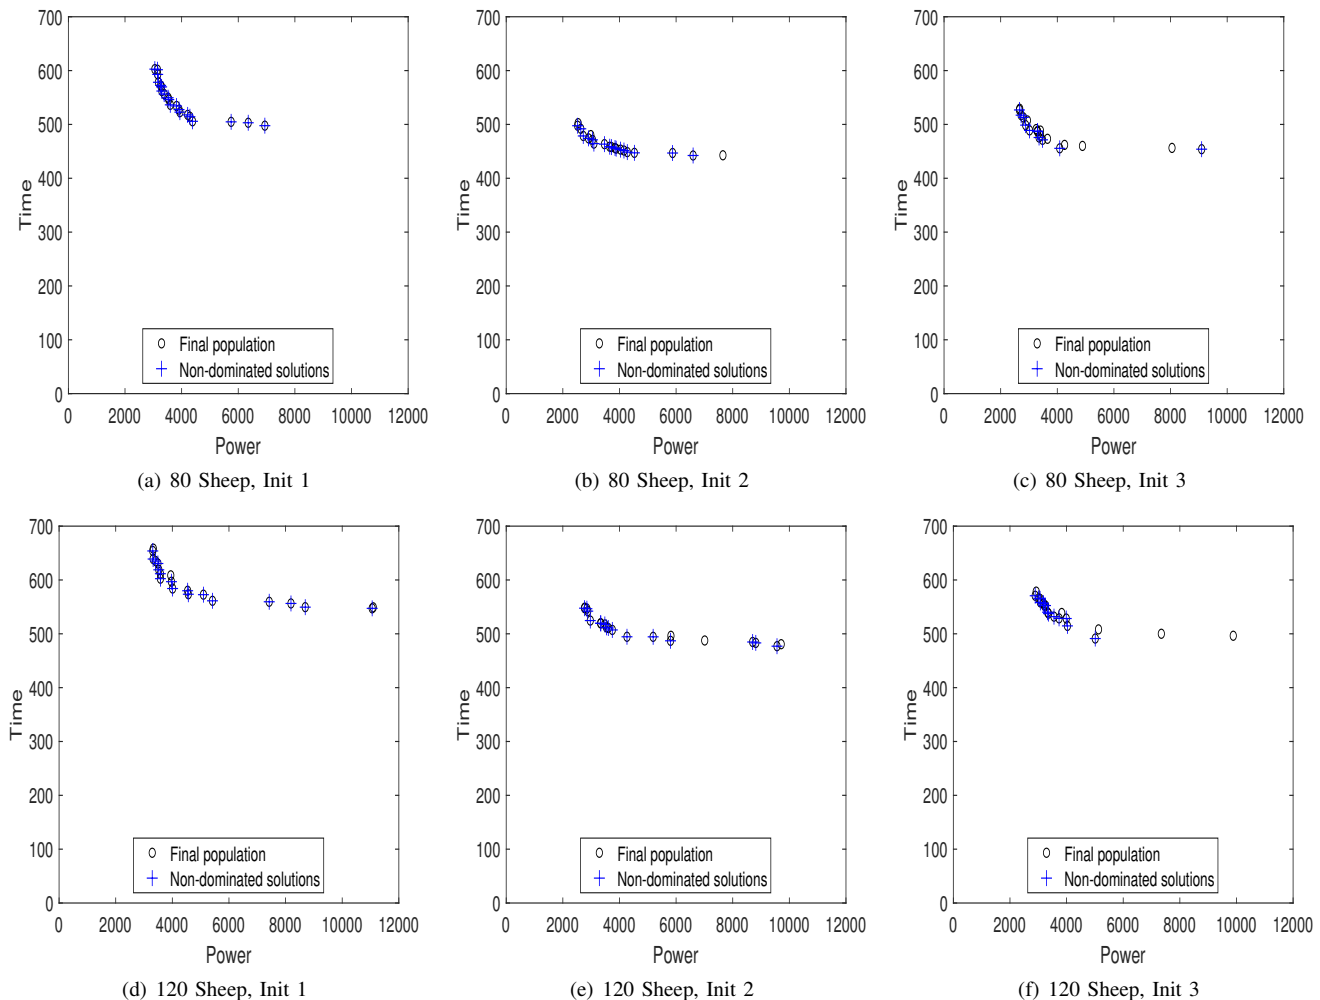 700
600
500
400
300
200
100
0
Time
Final population
Non-dominated solutions
0 2000 4000 6000 8000 10000 12000
Power
(a) 80 Sheep, Init 1
700
600
500
400
300
200
100
0
Time
Final population
Non-dominated solutions
0 2000 4000 6000 8000 10000 12000
Power
(b) 80 Sheep, Init 2
700
600
500
400
300
200
100
0
Time
Final population
Non-dominated solutions
0 2000 4000 6000 8000 10000 12000
Power
(c) 80 Sheep, Init 3
700
600
500
400
300
200
100
0
Time
Final population
Non-dominated solutions
0 2000 4000 6000 8000 10000 12000
Power
(d) 120 Sheep, Init 1
700
600
500
400
300
200
100
0
Time
Final population
Non-dominated solutions
0 2000 4000 6000 8000 10000 12000
Power
(e) 120 Sheep, Init 2
700
600
500
400
300
200
100
0
Time
Final population
Non-dominated solutions
0 2000 4000 6000 8000 10000 12000
Power
(f) 120 Sheep, Init 3